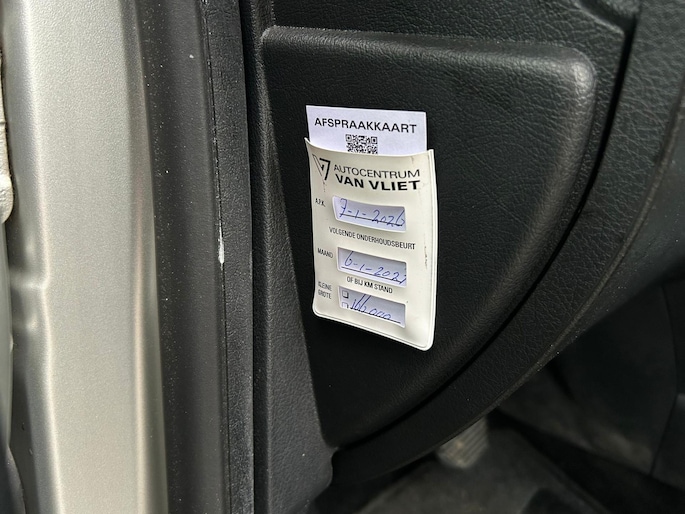 AFSPRAAKKAART
AUTOCENTRUM
VAN VLIET
A.P.K.
7-1-2026
VOLGENDE ONDERHOUDSBEURT
MAAND
6-1-2027
OF BIJ KM STAND
KLEINE
GROTE
166.000